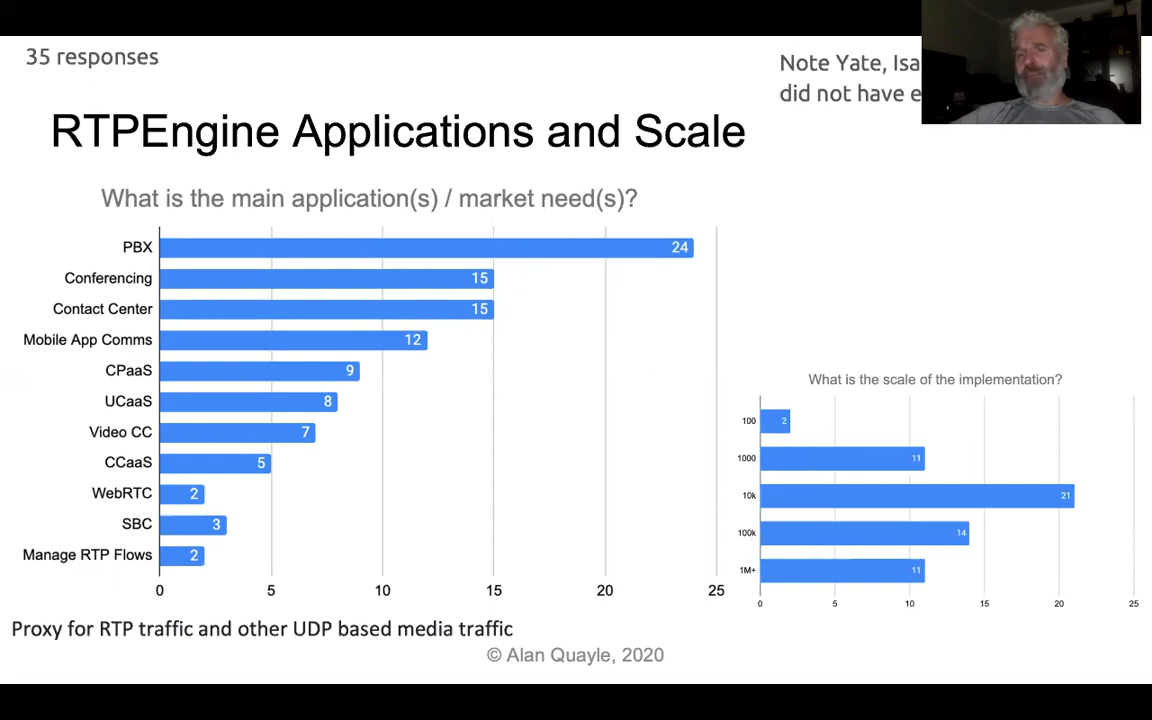 35 responses
Note Yate, Isa
did not have e
RTPEngine Applications and Scale
What is the main application(s) / market need(s)?
PBX 24
Conferencing 15
Contact Center 15
Mobile App Comms 12
CPaaS 9
UCaaS 8
Video CC 7
CCaaS 5
WebRTC 2
SBC 3
Manage RTP Flows 2
0 5 10 15 20 25
What is the scale of the implementation?
100 2
1000 11
10k 21
100k 14
1M+ 11
0 5 10 15 20 25
Proxy for RTP traffic and other UDP based media traffic
© Alan Quayle, 2020